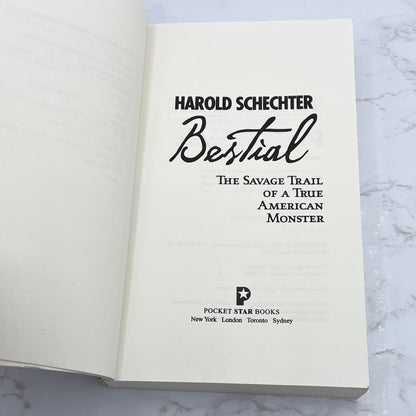 HAROLD SCHECHTER
Bestial
THE SAVAGE TRAIL
OF A TRUE
AMERICAN
MONSTER
P
POCKET STAR BOOKS
New York London Toronto Sydney